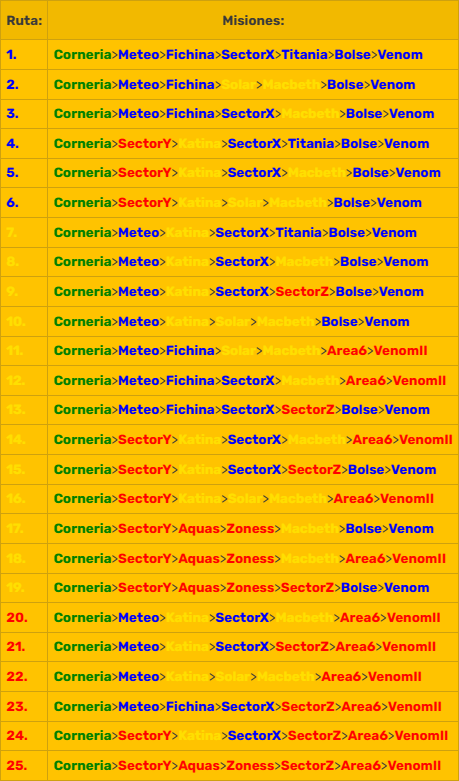 Ruta: Misiones:
1. Corneria>Meteo>Fichina>SectorX>Titania>Bolse>Venom
2. Corneria>Meteo>Fichina>Solar>Macbeth>Bolse>Venom
3. Corneria>Meteo>Fichina>SectorX>Macbeth>Bolse>Venom
4. Corneria>SectorY>Katina>SectorX>Titania>Bolse>Venom
5. Corneria>SectorY>Katina>SectorX>Macbeth>Bolse>Venom
6. Corneria>SectorY>Katina>Solar>Macbeth>Bolse>Venom
7. Corneria>Meteo>Katina>SectorX>Titania>Bolse>Venom
8. Corneria>Meteo>Katina>SectorX>Macbeth>Bolse>Venom
9. Corneria>Meteo>Katina>SectorX>SectorZ>Bolse>Venom
10. Corneria>Meteo>Katina>Solar>Macbeth>Bolse>Venom
11. Corneria>Meteo>Fichina>Solar>Macbeth>Area6>VenomII
12. Corneria>Meteo>Fichina>SectorX>Macbeth>Area6>VenomII
13. Corneria>Meteo>Fichina>SectorX>SectorZ>Bolse>Venom
14. Corneria>SectorY>Katina>SectorX>Macbeth>Area6>VenomII
15. Corneria>SectorY>Katina>SectorX>SectorZ>Bolse>Venom
16. Corneria>SectorY>Katina>Solar>Macbeth>Area6>VenomII
17. Corneria>SectorY>Aquas>Zoness>Macbeth>Bolse>Venom
18. Corneria>SectorY>Aquas>Zoness>Macbeth>Area6>VenomII
19. Corneria>SectorY>Aquas>Zoness>SectorZ>Bolse>Venom
20. Corneria>Meteo>Katina>SectorX>Macbeth>Area6>VenomII
21. Corneria>Meteo>Katina>SectorX>SectorZ>Area6>VenomII
22. Corneria>Meteo>Katina>Solar>Macbeth>Area6>VenomII
23. Corneria>Meteo>Fichina>SectorX>SectorZ>Area6>VenomII
24. Corneria>SectorY>Katina>SectorX>SectorZ>Area6>VenomII
25. Corneria>SectorY>Aquas>Zoness>SectorZ>Area6>VenomII